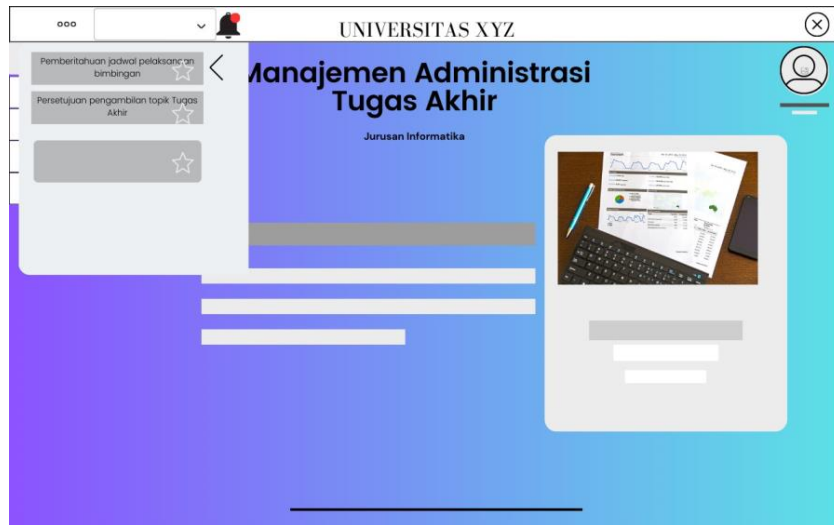 UNIVERSITAS XYZ
Pemberitahuan jadwal pelaksanaan
bimbingan
Persetujuan pengambilan topik Tugas
Akhir
Manajemen Administrasi
Tugas Akhir
Jurusan Informatika